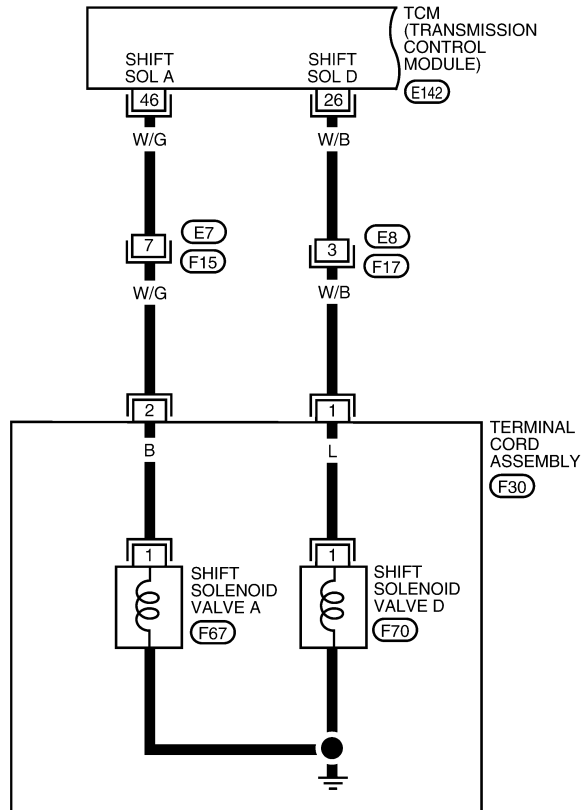 TCM
(TRANSMISSION
CONTROL
MODULE)
E142
SHIFT
SOL A
SHIFT
SOL D
46
26
W/G
W/B
7
E7
F15
3
E8
F17
W/G
W/B
2
1
TERMINAL
CORD
ASSEMBLY
F30
B
L
1
1
SHIFT
SOLENOID
VALVE A
F67
SHIFT
SOLENOID
VALVE D
F70